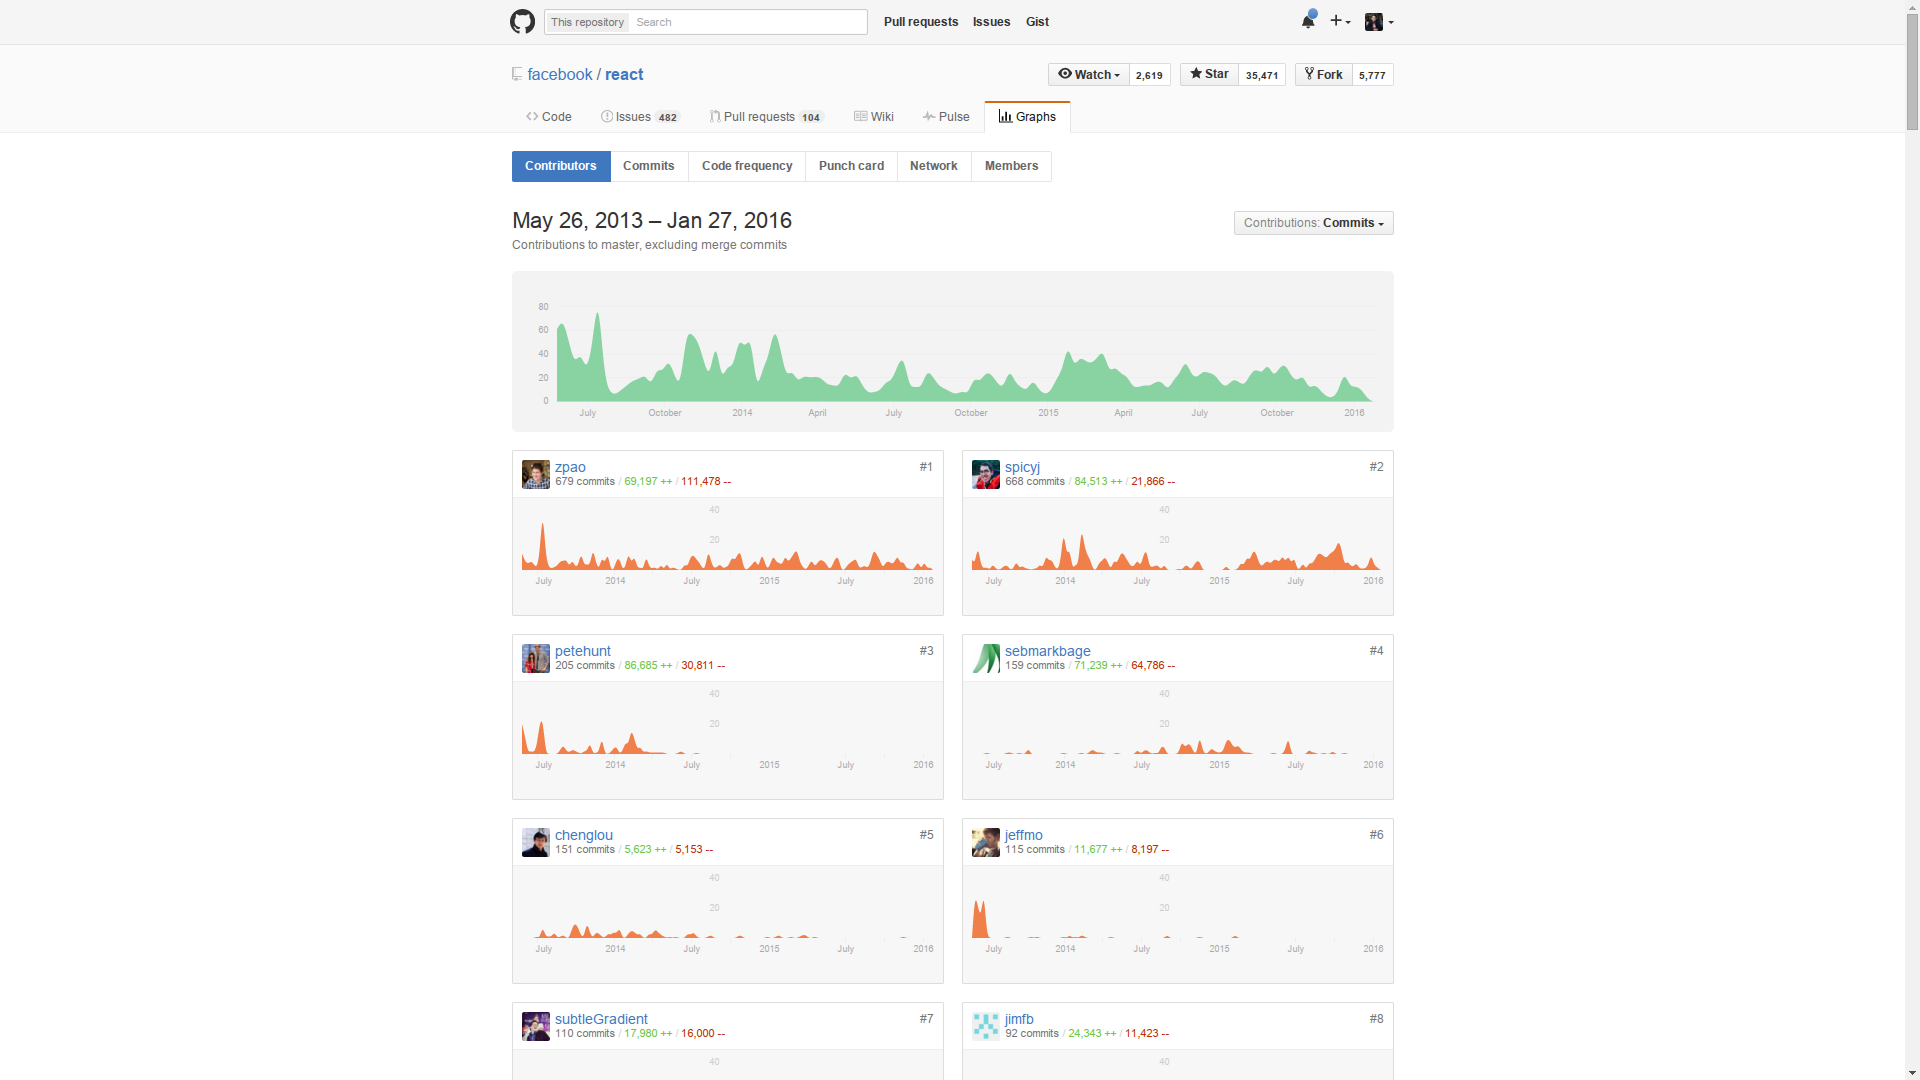 This repository Search Pull requests Issues Gist
facebook / react
Watch 2,619 Star 35,471 Fork 5,777
Code Issues 482 Pull requests 104 Wiki Pulse Graphs
Contributors Commits Code frequency Punch card Network Members
May 26, 2013 – Jan 27, 2016
Contributions: Commits
Contributions to master, excluding merge commits
80
60
40
20
0
July October 2014 April July October 2015 April July October 2016
zpao #1
679 commits / 69,197 ++ / 111,478 --
40
20
July 2014 July 2015 July 2016
spicyj #2
668 commits / 84,513 ++ / 21,866 --
40
20
July 2014 July 2015 July 2016
petehunt #3
205 commits / 86,685 ++ / 30,811 --
40
20
July 2014 July 2015 July 2016
sebmarkbage #4
159 commits / 71,239 ++ / 64,786 --
40
20
July 2014 July 2015 July 2016
chenglou #5
151 commits / 5,623 ++ / 5,153 --
40
20
July 2014 July 2015 July 2016
jeffmo #6
115 commits / 11,677 ++ / 8,197 --
40
20
July 2014 July 2015 July 2016
subtleGradient #7
110 commits / 17,980 ++ / 16,000 --
40
jimfb #8
92 commits / 24,343 ++ / 11,423 --
40